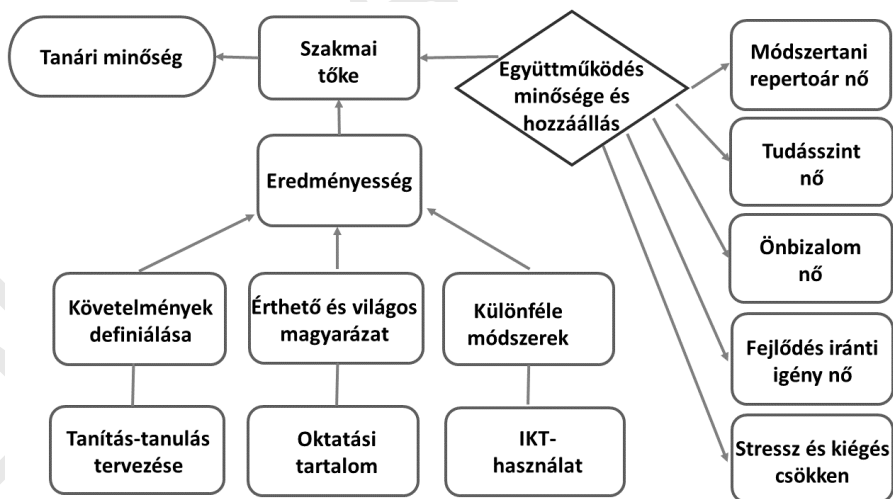 Tanári minőség
Szakmai
tőke
Együttműködés
minősége és
hozzáállás
Módszertani
repertoár nő
Tudásszint
nő
Eredményesség
Önbizalom
nő
Követelmények
definiálása
Érthető és világos
magyarázat
Különféle
módszerek
Fejlődés iránti
igény nő
Tanítás-tanulás
tervezése
Oktatási
tartalom
IKT-
használat
Stressz és kiégés
csökken